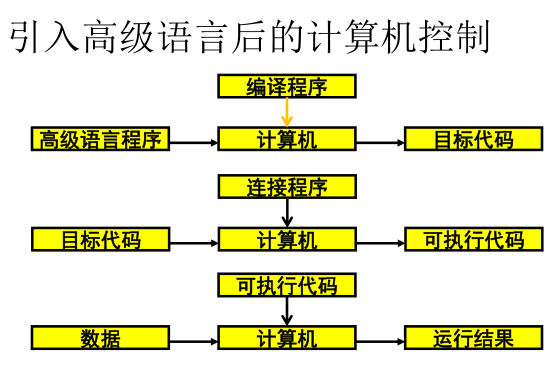 引入高级语言后的计算机控制
编译程序
高级语言程序 计算机 目标代码
连接程序
目标代码 计算机 可执行代码
可执行代码
数据 计算机 运行结果